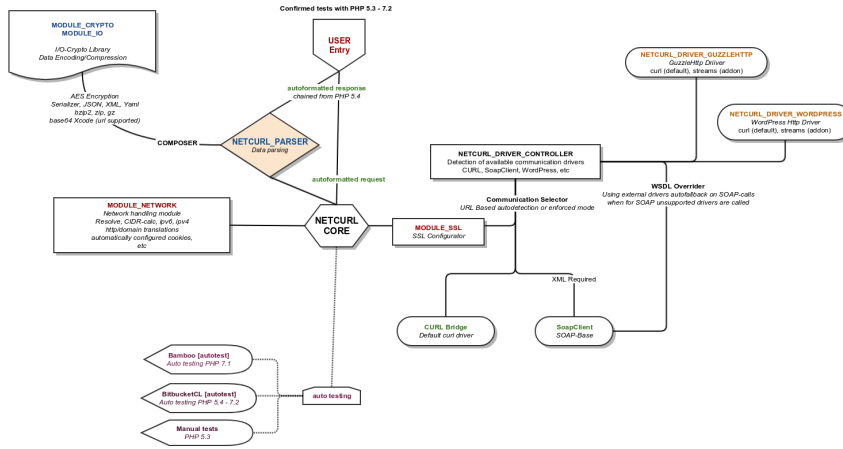 Confirmed tests with PHP 5.3 - 7.2
MODULE_CRYPTO
MODULE_IO
I/O-Crypto Library
Data Encoding/Compression
USER
Entry
NETCURL_DRIVER_GUZZLEHTTP
GuzzleHttp Driiver
curl (default), streams (addon)
autoformatted response
chained from PHP 5.4
AES Encryption
Serializer, JSON, XML, Yaml
bzip2, zip, gz
base64 Xcode (url supported)
NETCURL_DRIVER_WORDPRESS
WordPress Http Driver
curl (default), streams (addon)
COMPOSER
NETCURL_PARSER
Data parsing
NETCURL_DRIVER_CONTROLLER
Detection of available communication drivers
CURL, SoapClient, WordPress, etc
autoformatted request
WSDL Overrider
Using external drivers autofallback on SOAP-calls
when for SOAP unsupported drivers are called
Communication Selector
URL Based autodetection or enforced mode
MODULE_NETWORK
Network handling module
Resolve, CIDR-calc, ipv6, ipv4
http/domain translations
automatically configured cookies,
etc
NETCURL
CORE
MODULE_SSL
SSL Configurator
XML Required
CURL Bridge
Default curl driver
SoapClient
SOAP-Base
Bamboo [autotest]
Auto testing PHP 7.1
BitbucketCL [autotest]
Auto testing PHP 5,4 - 7.2
auto testing
Manual tests
PHP 5.3